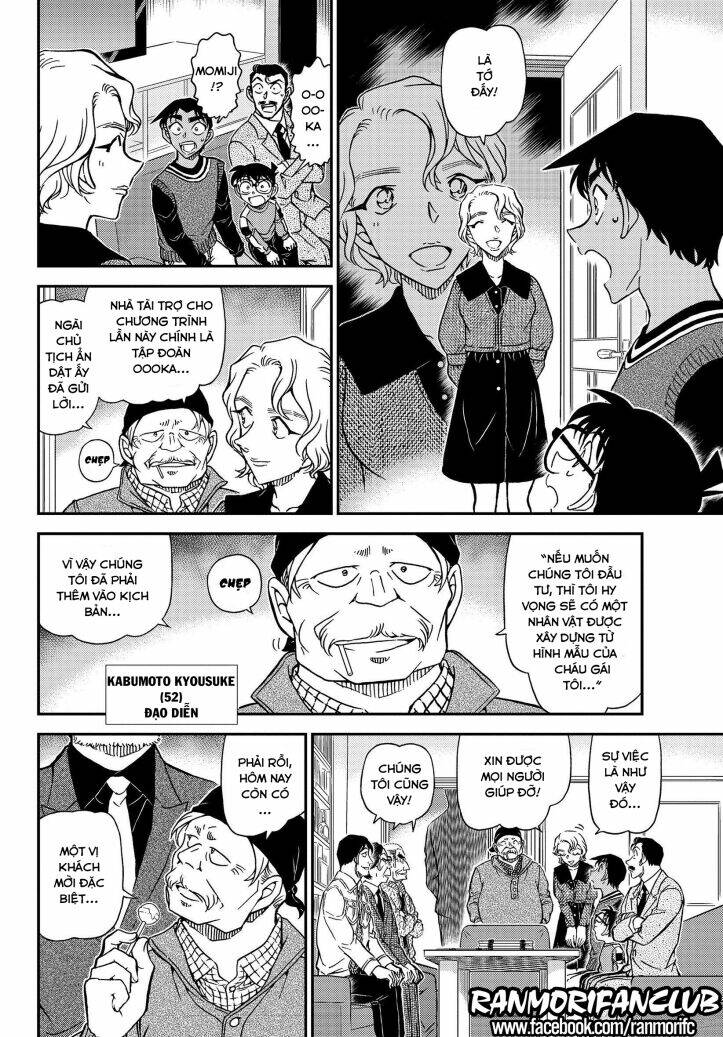 LÀ
TỚ
ĐẤY!
MOMIJI
!?
O-O
OO-
KA...
NHÀ TÀI TRỢ CHO
CHƯƠNG TRÌNH
LẦN NÀY CHÍNH LÀ
TẬP ĐOÀN
OOOKA...
NGÀI
CHỦ
TỊCH ẨN
DẬT ẤY
ĐÃ GỬI
LỜI...
CHẸP
“NẾU MUỐN
CHÚNG TÔI ĐẦU
TƯ, THÌ TÔI HY
VỌNG SẼ CÓ MỘT
NHÂN VẬT ĐƯỢC
XÂY DỰNG TỪ
HÌNH MẪU CỦA
CHÁU GÁI
TÔI...”
CHẸP
VÌ VẬY CHÚNG
TÔI ĐÃ PHẢI
THÊM VÀO KỊCH
BẢN...
KABUMOTO KYOUSUKE
(52)
ĐẠO DIỄN
SỰ VIỆC
LÀ NHƯ
VẬY
ĐÓ...
XIN ĐƯỢC
MỌI NGƯỜI
GIÚP ĐỠ!
CHÚNG
TÔI CŨNG
VẬY!
PHẢI RỒI,
HÔM NAY
CÒN CÓ
...
MỘT VỊ
KHÁCH
MỜI ĐẶC
BIỆT...
RANMORIFANCLUB
www.facebook.com/ranmorifc